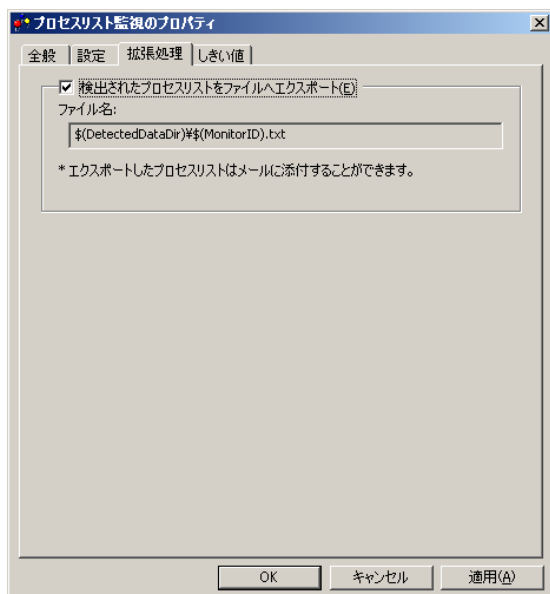 プロセスリスト監視のプロパティ
全般 設定 拡張処理 しきい値
検出されたプロセスリストをファイルへエクスポート(E)
ファイル名:
$(DetectedDataDir)¥$(MonitorID).txt
* エクスポートしたプロセスリストはメールに添付することができます。
OK キャンセル 適用(A)